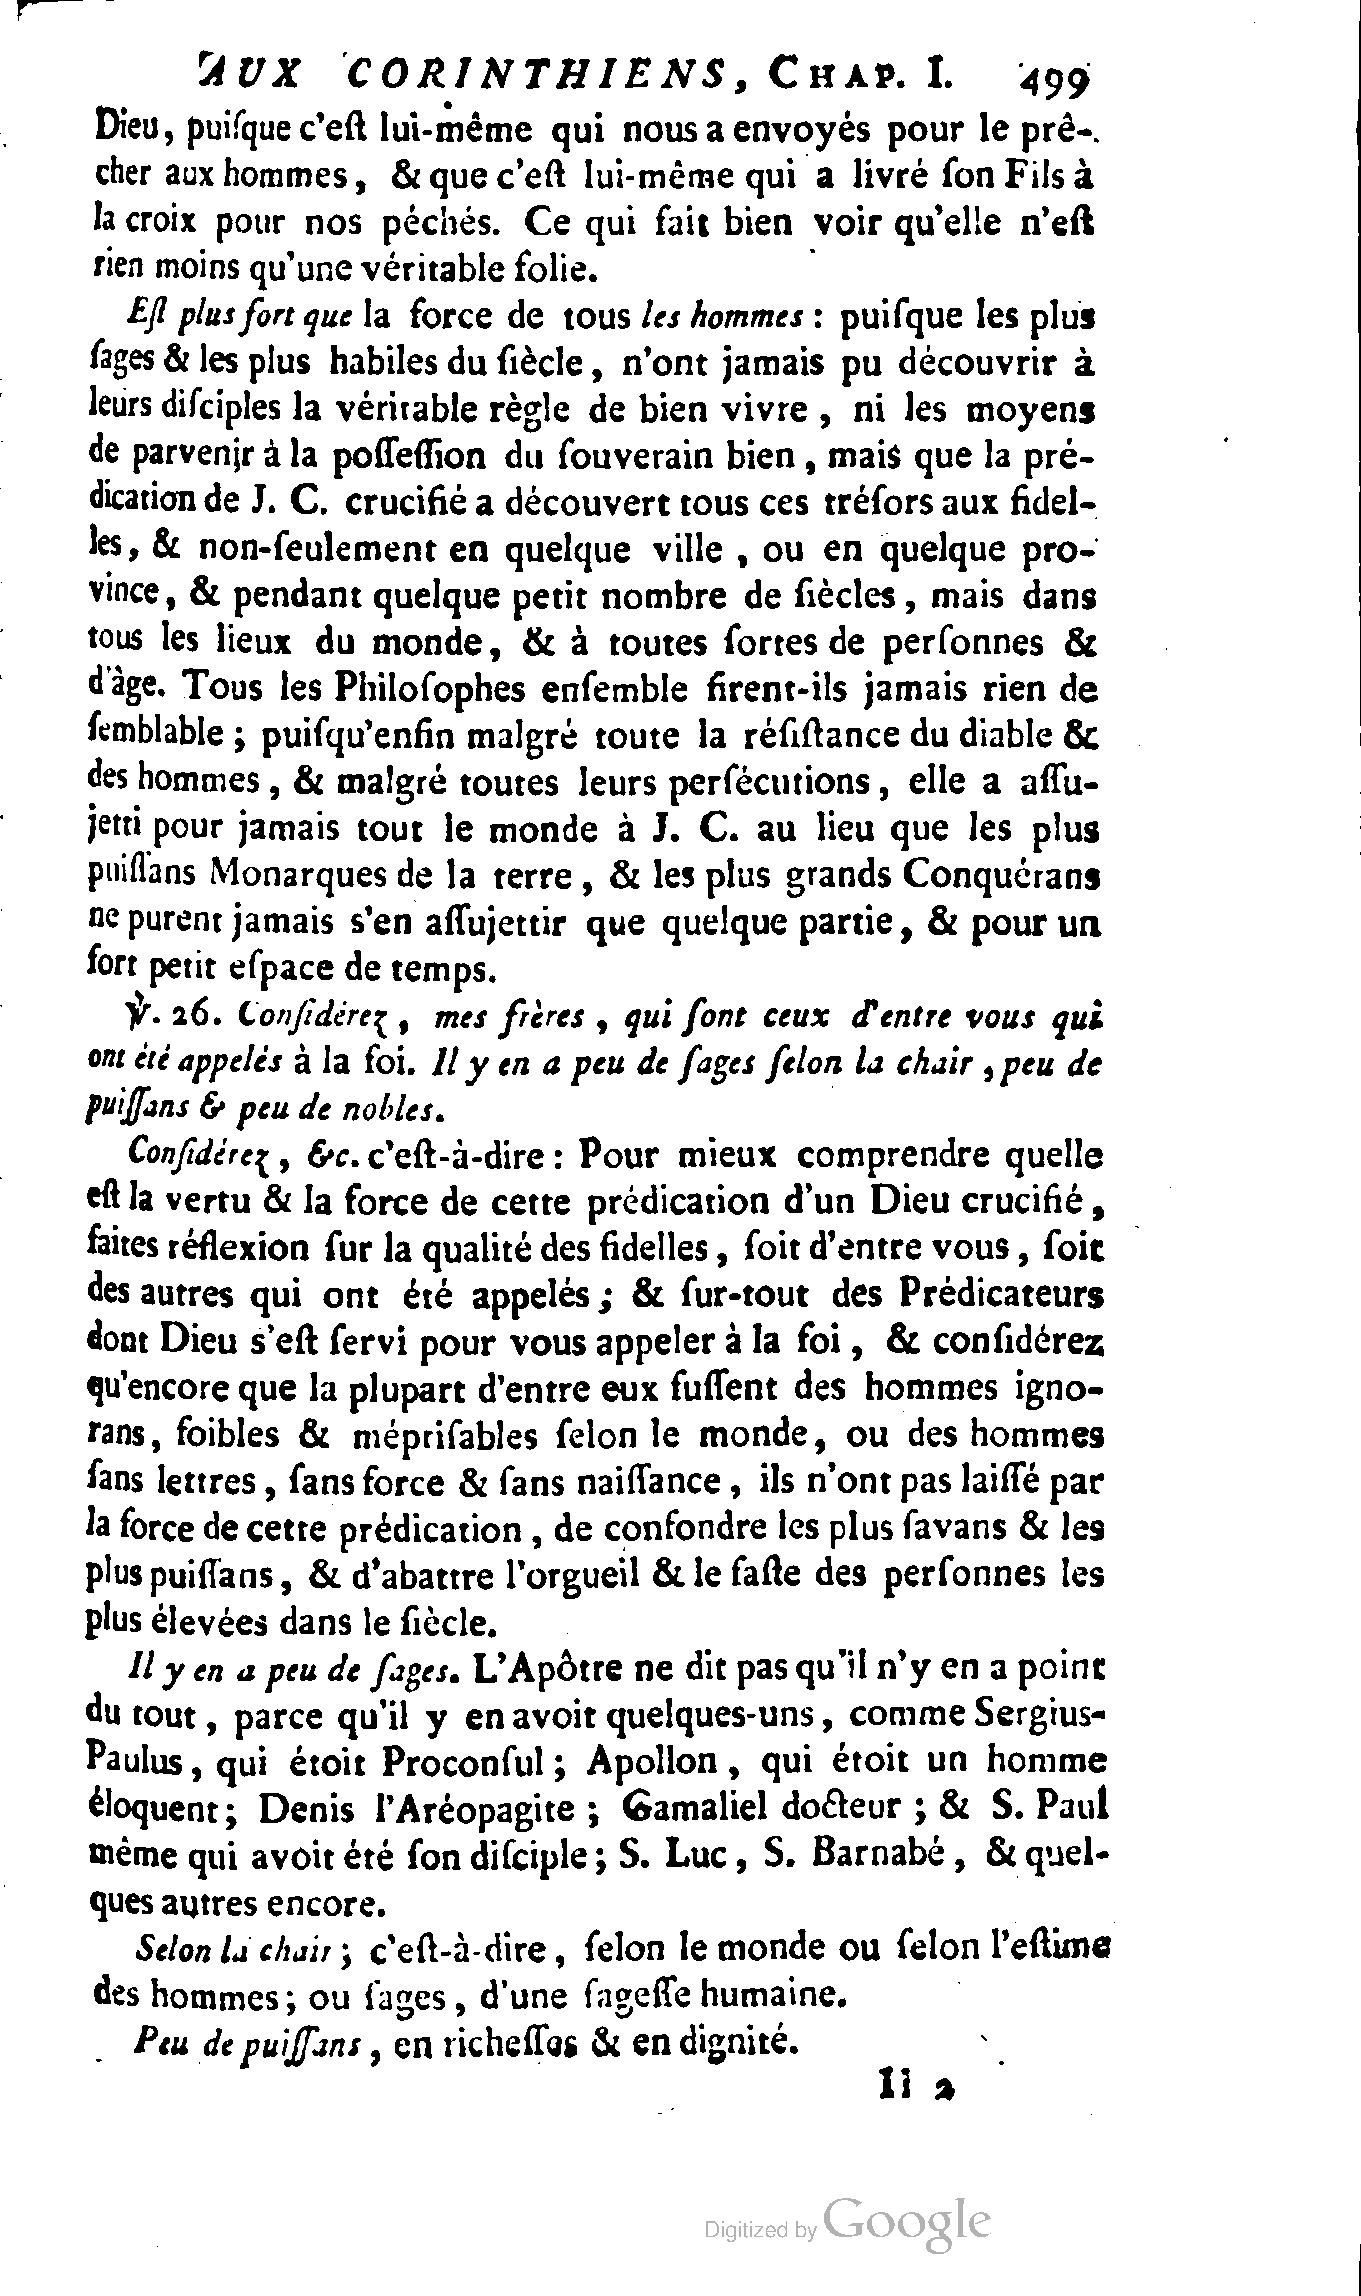 AUX CORINTHIENS, CHAP. I. 499
Dieu, puiſque c'eſt lui-même qui nous a envoyés pour le prê-
cher aux hommes, & que c'eſt lui-même qui a livré ſon Fils à
la croix pour nos péchés. Ce qui fait bien voir qu'elle n'eſt
rien moins qu'une véritable folie.
Eſt plus fort que la force de tous les hommes : puiſque les plus
ſages & les plus habiles du ſiècle, n'ont jamais pu découvrir à
leurs diſciples la véritable règle de bien vivre, ni les moyens
de parvenir à la poſſeſſion du ſouverain bien, mais que la pré-
dication de J. C. crucifié a découvert tous ces tréſors aux fidel-
les, & non-ſeulement en quelque ville, ou en quelque pro-
vince, & pendant quelque petit nombre de ſiècles, mais dans
tous les lieux du monde, & à toutes ſortes de perſonnes &
d'âge. Tous les Philoſophes enſemble firent-ils jamais rien de
ſemblable ; puiſqu'enfin malgré toute la réſiſtance du diable &
des hommes, & malgré toutes leurs perſécutions, elle a aſſu-
jetti pour jamais tout le monde à J. C. au lieu que les plus
puiſſans Monarques de la terre, & les plus grands Conquérans
ne purent jamais s'en aſſujettir que quelque partie, & pour un
fort petit eſpace de temps.
℣. 26. Conſidérez, mes frères, qui ſont ceux d'entre vous qui
ont été appelés à la foi. Il y en a peu de ſages ſelon la chair, peu de
puiſſans & peu de nobles.
Conſidérez, &c. c'eſt-à-dire : Pour mieux comprendre quelle
eſt la vertu & la force de cette prédication d'un Dieu crucifié,
faites réflexion ſur la qualité des fidelles, ſoit d'entre vous, ſoit
des autres qui ont été appelés ; & ſur-tout des Prédicateurs
dont Dieu s'eſt ſervi pour vous appeler à la foi, & conſidérez
qu'encore que la plupart d'entre eux fuſſent des hommes igno-
rans, foibles & mépriſables ſelon le monde, ou des hommes
ſans lettres, ſans force & ſans naiſſance, ils n'ont pas laiſſé par
la force de cette prédication, de confondre les plus ſavans & les
plus puiſſans, & d'abattre l'orgueil & le faſte des perſonnes les
plus élevées dans le ſiècle.
Il y en a peu de ſages. L'Apôtre ne dit pas qu'il n'y en a point
du tout, parce qu'il y en avoit quelques-uns, comme Sergius-
Paulus, qui étoit Proconſul ; Apollon, qui étoit un homme
éloquent ; Denis l'Aréopagite ; Gamaliel docteur ; & S. Paul
même qui avoit été ſon diſciple ; S. Luc, S. Barnabé, & quel-
ques autres encore.
Selon la chair ; c'eſt-à-dire, ſelon le monde ou ſelon l'eſtime
des hommes ; ou ſages, d'une ſageſſe humaine.
Peu de puiſſans, en richeſſes & en dignité.
Ii 2
Digitized by Google